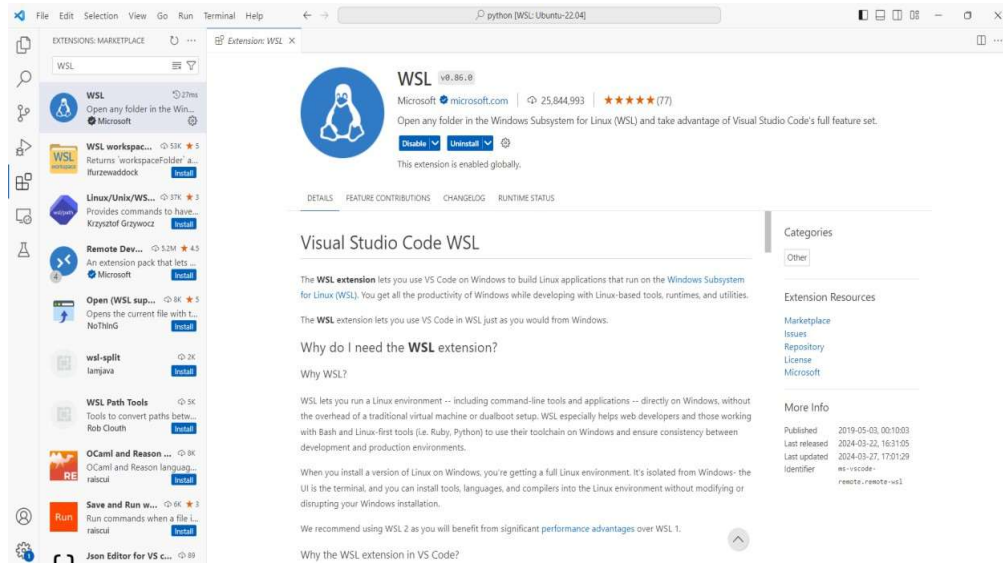 File Edit Selection View Go Run Terminal Help
python [WSL: Ubuntu-22.04]
EXTENSIONS: MARKETPLACE
Extension: WSL
WSL
WSL 27ms
Open any folder in the Win...
Microsoft
WSL workspac... 53K ★ 5
Returns `workspaceFolder` a...
lfurzewaddock Install
Linux/Unix/WS... 37K ★ 3
Provides commands to have...
Krzysztof Grzywocz Install
Remote Dev... 5.2M ★ 4.5
An extension pack that lets ...
Microsoft Install
4
Open (WSL sup... 8K ★ 5
Opens the current file with t...
NoThInG Install
wsl-split 2K
lamjava Install
WSL Path Tools 5K
Tools to convert paths betw...
Rob Clouth Install
OCaml and Reason ... 8K
OCaml and Reason languag...
raiscui Install
Save and Run w... 6K ★ 3
Run commands when a file i...
raiscui Install
Json Editor for VS c... 89
WSL v0.86.0
Microsoft microsoft.com | 25,844,993 | ★★★★★ (77)
Open any folder in the Windows Subsystem for Linux (WSL) and take advantage of Visual Studio Code's full feature set.
Disable Uninstall
This extension is enabled globally.
DETAILS FEATURE CONTRIBUTIONS CHANGELOG RUNTIME STATUS
Visual Studio Code WSL
The WSL extension lets you use VS Code on Windows to build Linux applications that run on the Windows Subsystem
for Linux (WSL). You get all the productivity of Windows while developing with Linux-based tools, runtimes, and utilities.
The WSL extension lets you use VS Code in WSL just as you would from Windows.
Why do I need the WSL extension?
Why WSL?
WSL lets you run a Linux environment -- including command-line tools and applications -- directly on Windows, without
the overhead of a traditional virtual machine or dualboot setup. WSL especially helps web developers and those working
with Bash and Linux-first tools (i.e. Ruby, Python) to use their toolchain on Windows and ensure consistency between
development and production environments.
When you install a version of Linux on Windows, you're getting a full Linux environment. It's isolated from Windows- the
UI is the terminal, and you can install tools, languages, and compilers into the Linux environment without modifying or
disrupting your Windows installation.
We recommend using WSL 2 as you will benefit from significant performance advantages over WSL 1.
Why the WSL extension in VS Code?
Categories
Other
Extension Resources
Marketplace
Issues
Repository
License
Microsoft
More Info
Published 2019-05-03, 00:10:03
Last released 2024-03-22, 16:31:05
Last updated 2024-03-27, 17:01:29
Identifier ms-vscode-
remote.remote-wsl